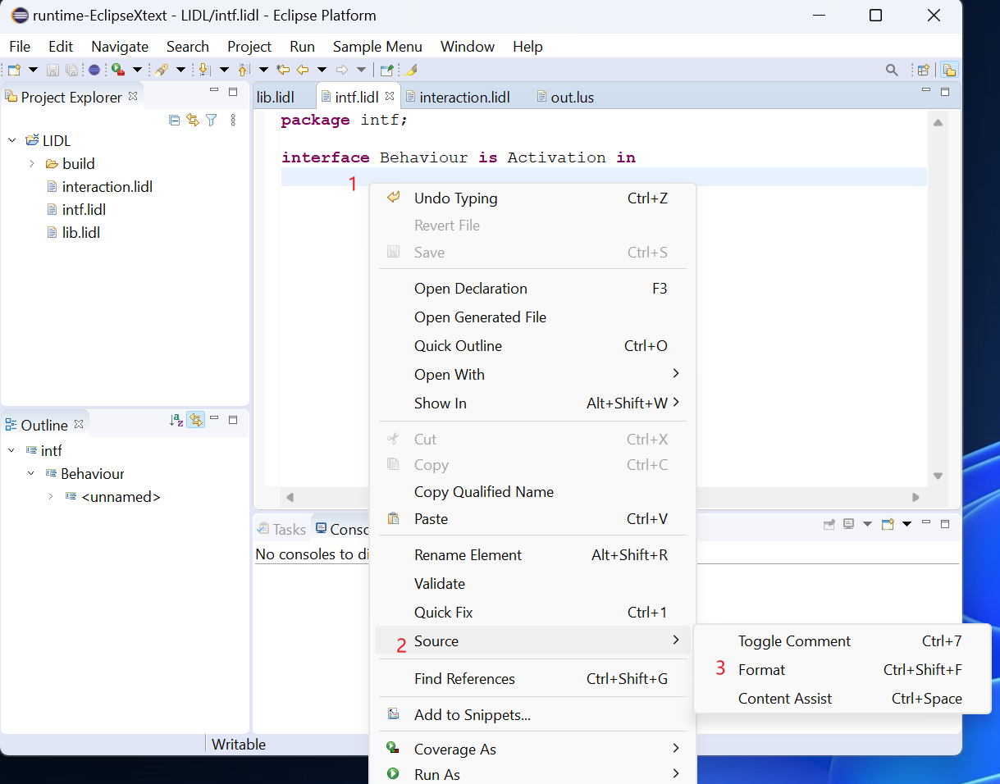 runtime-EclipseXtext - LIDL/intf.lidl - Eclipse Platform
File Edit Navigate Search Project Run Sample Menu Window Help
Project Explorer
LIDL
build
interaction.lidl
intf.lidl
lib.lidl
Outline
intf
Behaviour
<unnamed>
lib.lidl intf.lidl interaction.lidl out.lus
package intf;
interface Behaviour is Activation in
1
Undo Typing Ctrl+Z
Revert File
Save Ctrl+S
Open Declaration F3
Open Generated File
Quick Outline Ctrl+O
Open With
Show In Alt+Shift+W
Cut Ctrl+X
Copy Ctrl+C
Copy Qualified Name
Paste Ctrl+V
Rename Element Alt+Shift+R
Validate
Quick Fix Ctrl+1
2 Source
Find References Ctrl+Shift+G
Add to Snippets...
Coverage As
Run As
Toggle Comment Ctrl+7
3 Format Ctrl+Shift+F
Content Assist Ctrl+Space
Tasks Conso
No consoles to di
Writable